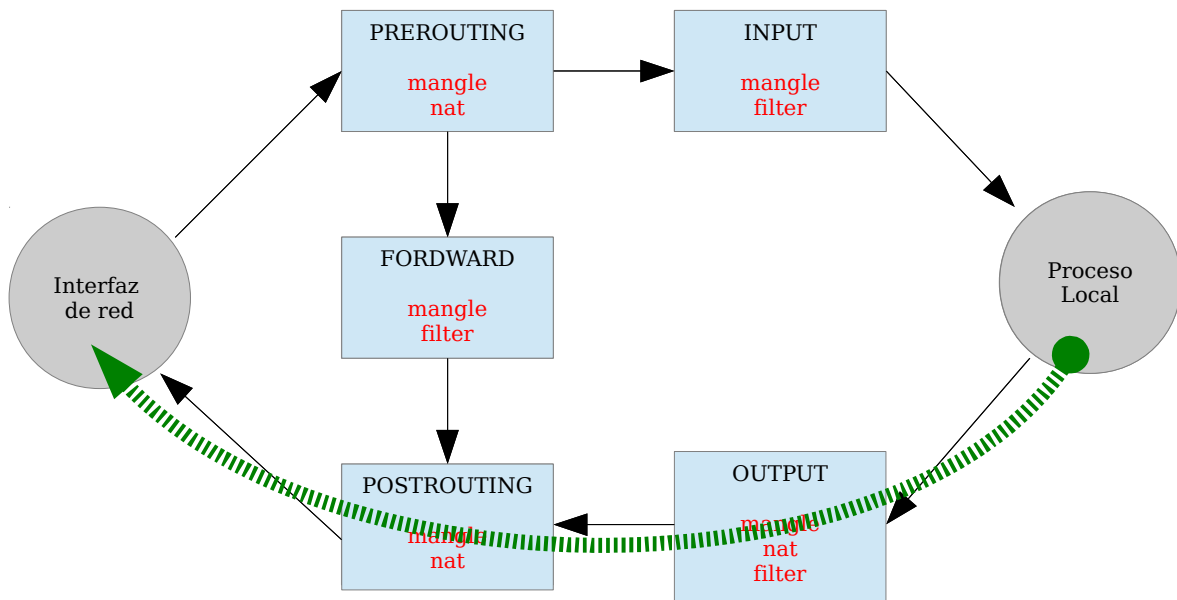 PREROUTING
mangle
nat
INPUT
mangle
filter
Interfaz
de red
FORDWARD
mangle
filter
Proceso
Local
POSTROUTING
mangle
nat
OUTPUT
mangle
nat
filter